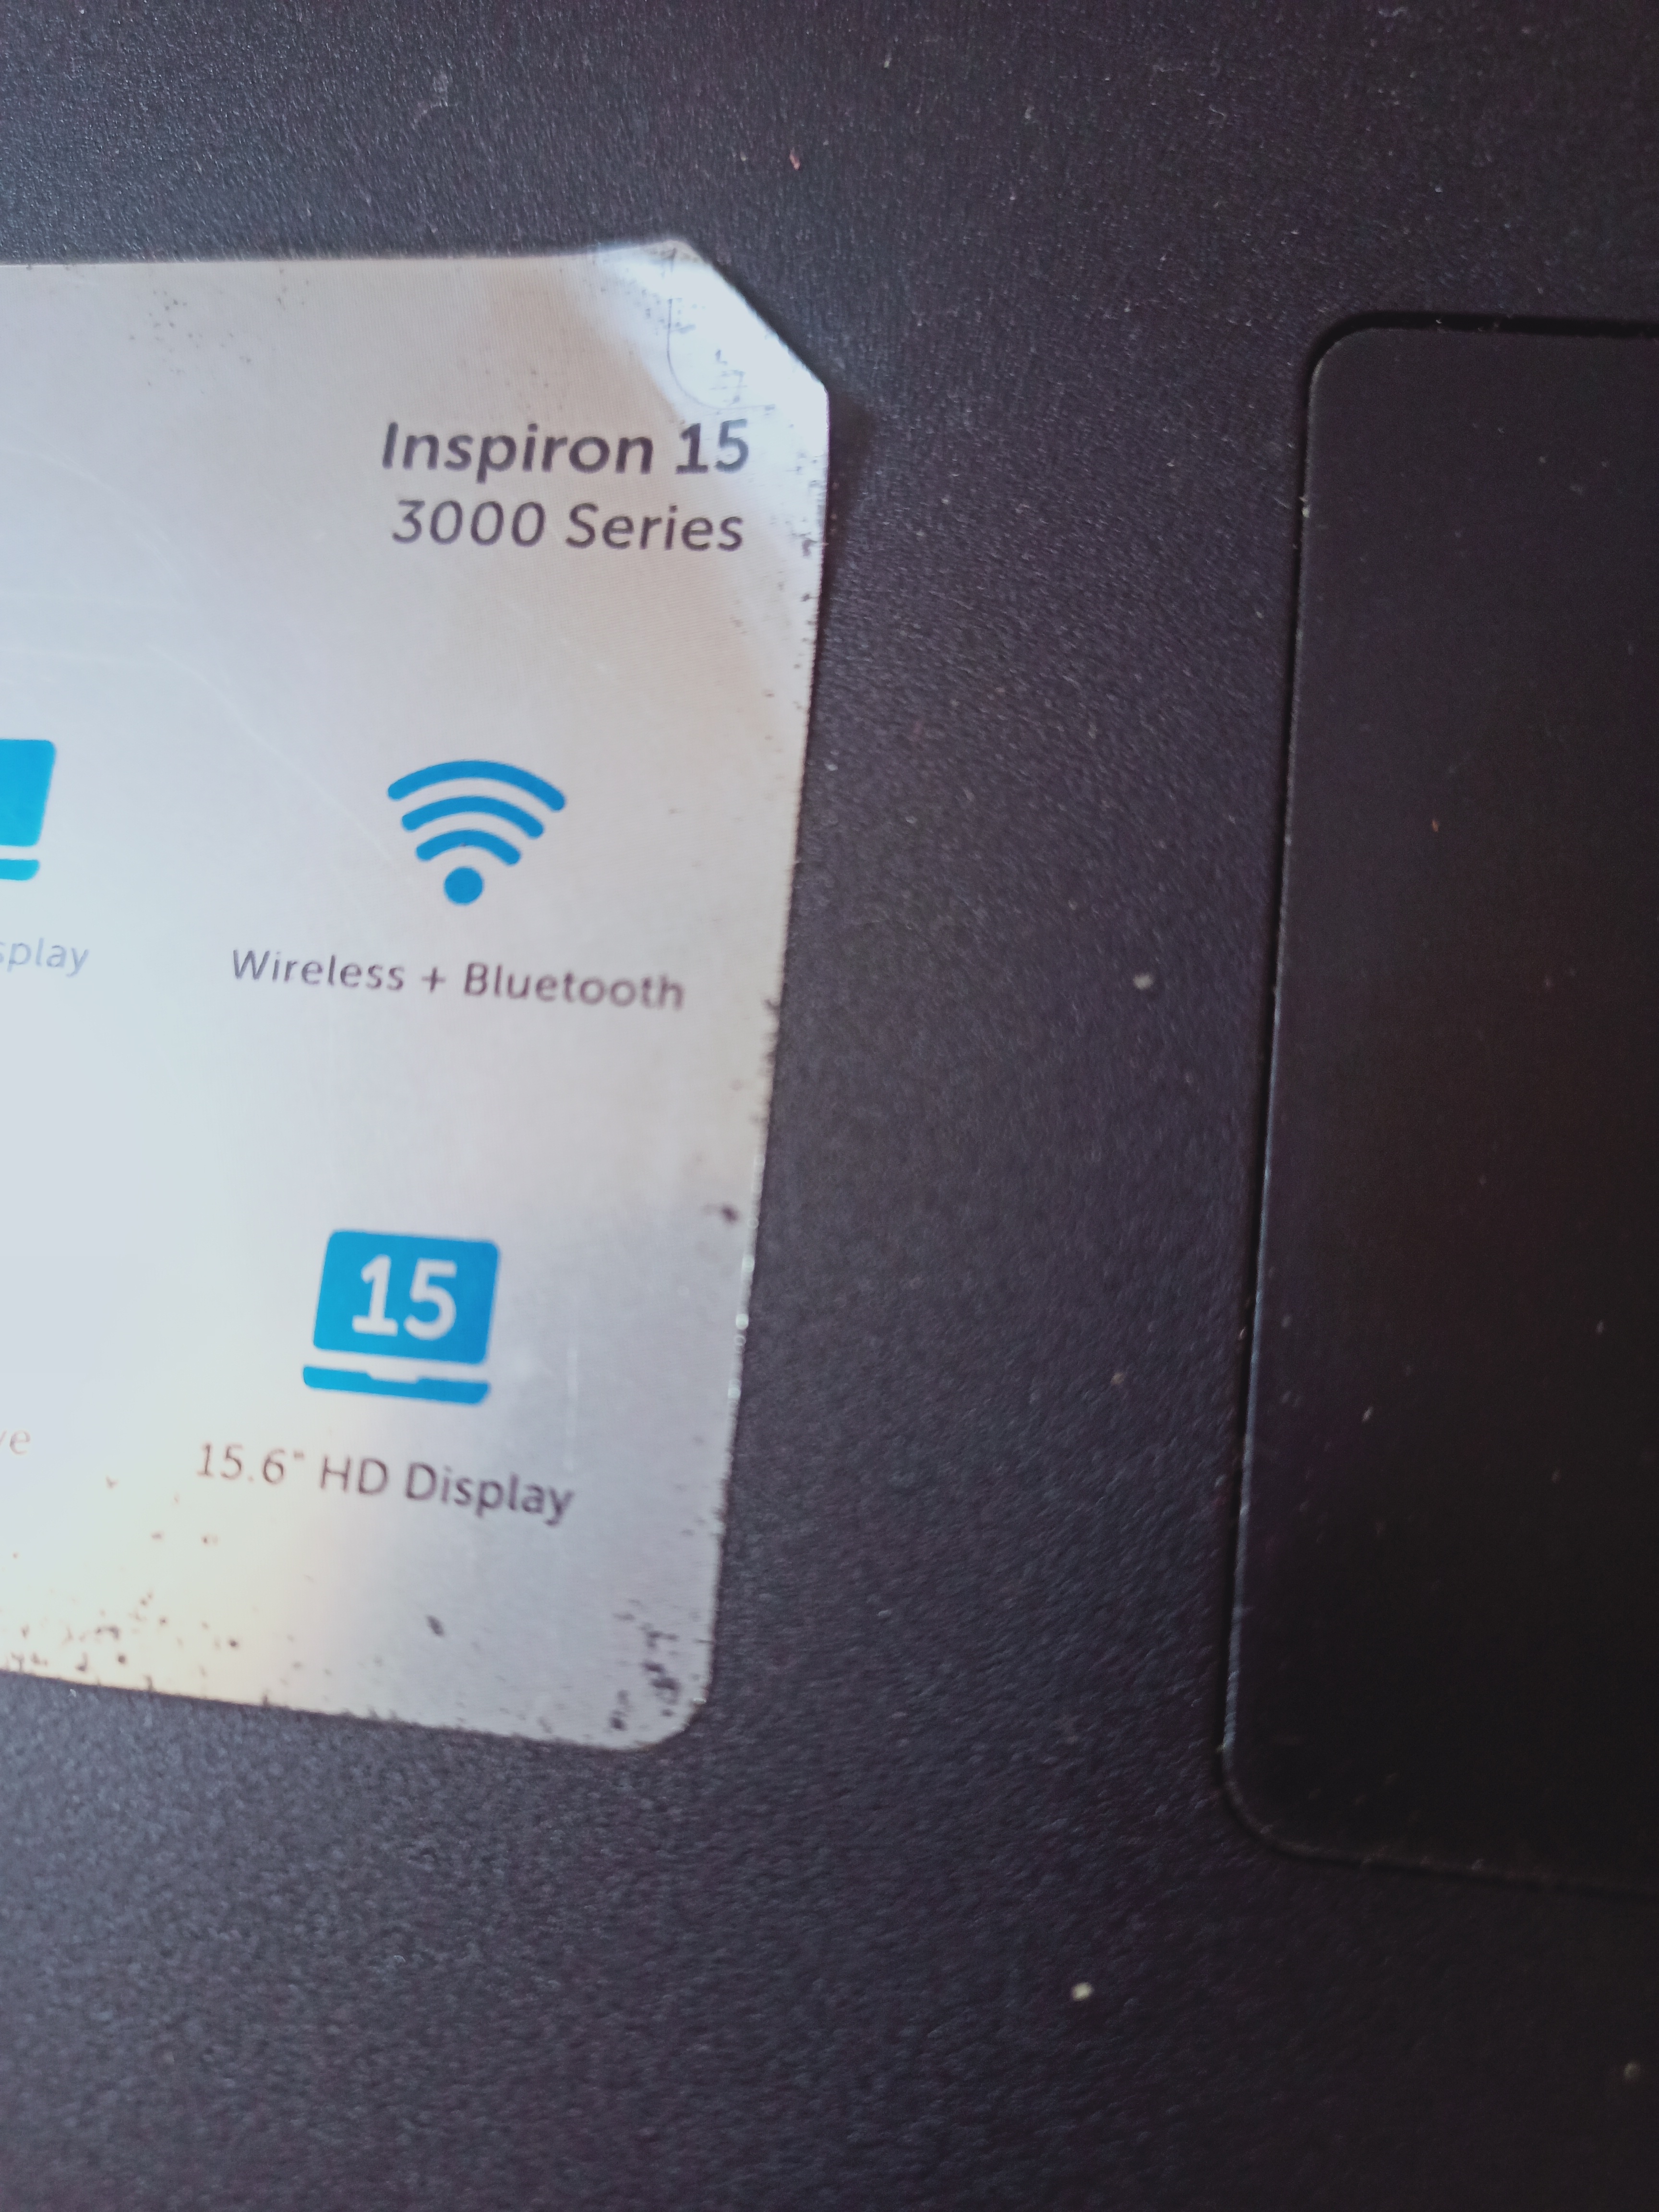 Inspiron 15
3000 Series
Wireless + Bluetooth
15
15.6" HD Display